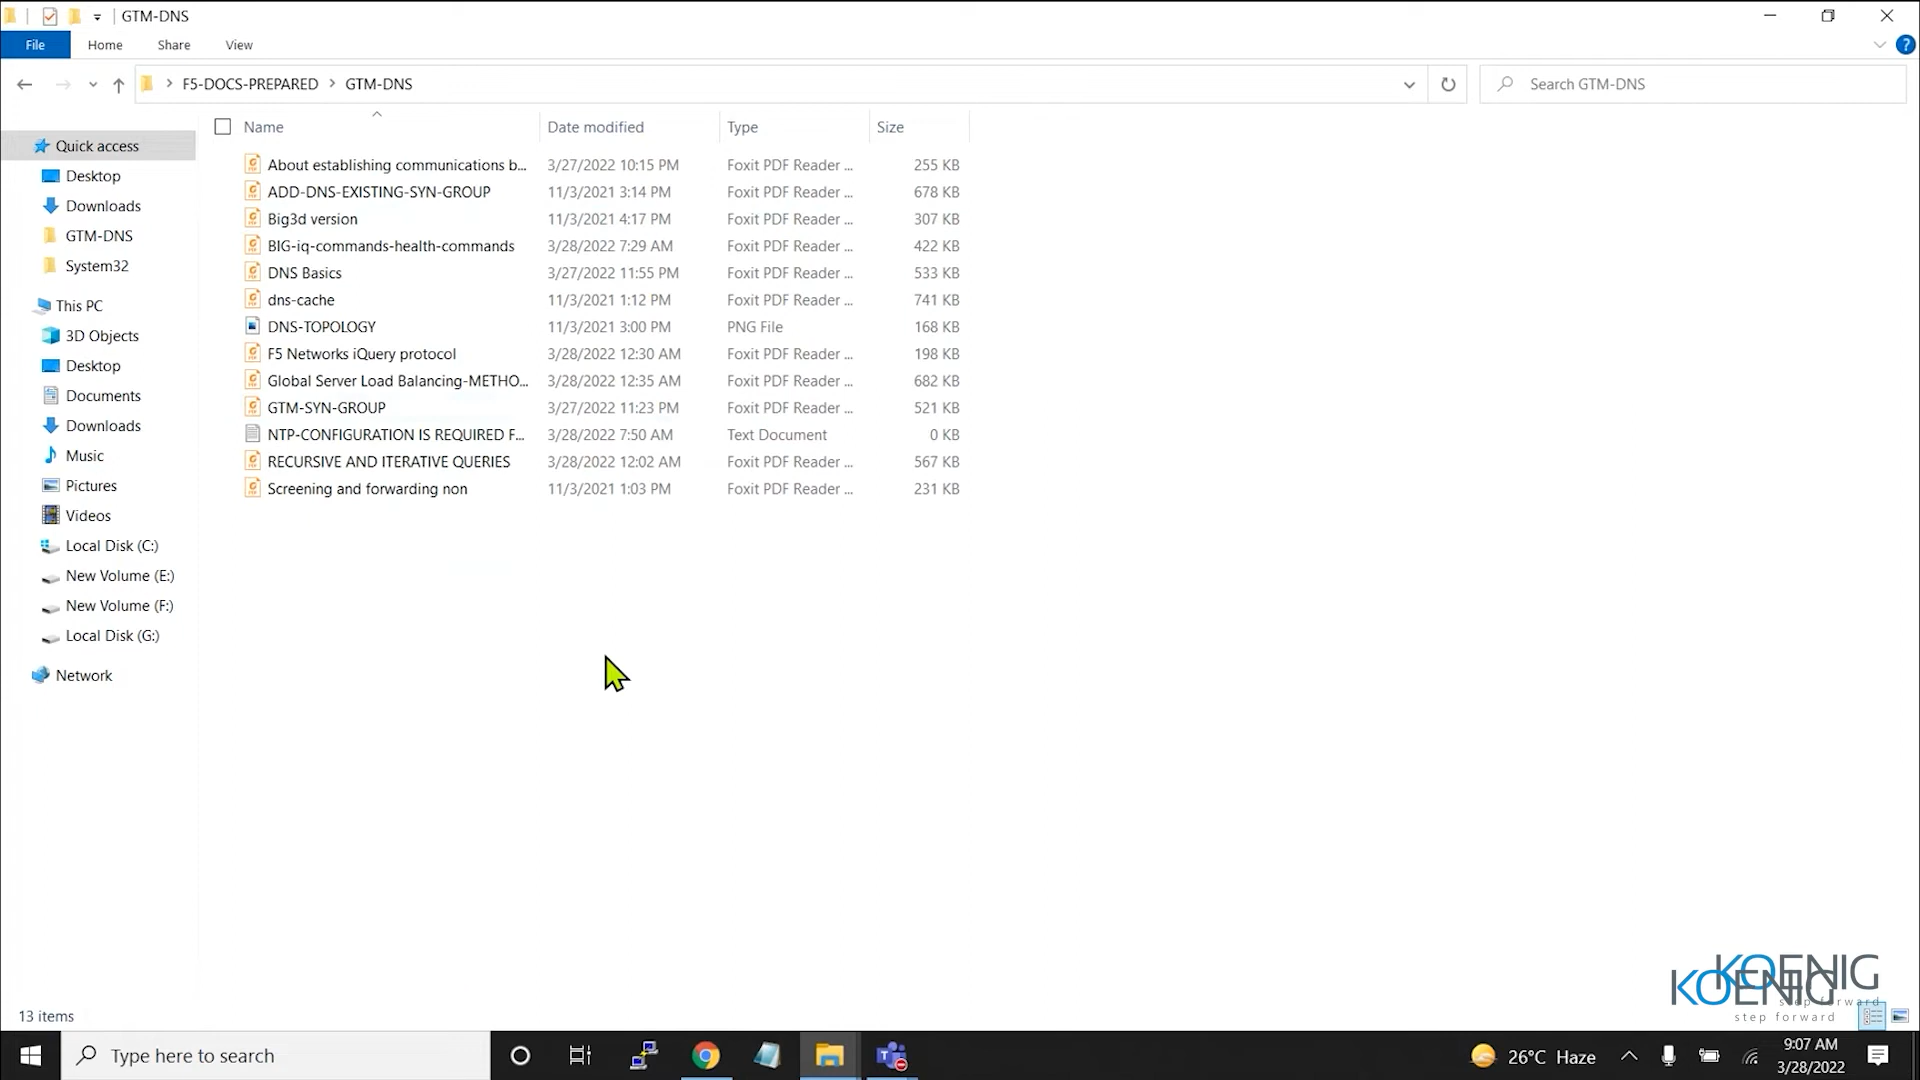 GTM-DNS
File Home Share View
F5-DOCS-PREPARED GTM-DNS Search GTM-DNS
Name Date modified Type Size
Quick access
Desktop
Downloads
GTM-DNS
System32
This PC
3D Objects
Desktop
Documents
Downloads
Music
Pictures
Videos
Local Disk (C:)
New Volume (E:)
New Volume (F:)
Local Disk (G:)
Network
About establishing communications b... 3/27/2022 10:15 PM Foxit PDF Reader ... 255 KB
ADD-DNS-EXISTING-SYN-GROUP 11/3/2021 3:14 PM Foxit PDF Reader ... 678 KB
Big3d version 11/3/2021 4:17 PM Foxit PDF Reader ... 307 KB
BIG-iq-commands-health-commands 3/28/2022 7:29 AM Foxit PDF Reader ... 422 KB
DNS Basics 3/27/2022 11:55 PM Foxit PDF Reader ... 533 KB
dns-cache 11/3/2021 1:12 PM Foxit PDF Reader ... 741 KB
DNS-TOPOLOGY 11/3/2021 3:00 PM PNG File 168 KB
F5 Networks iQuery protocol 3/28/2022 12:30 AM Foxit PDF Reader ... 198 KB
Global Server Load Balancing-METHO... 3/28/2022 12:35 AM Foxit PDF Reader ... 682 KB
GTM-SYN-GROUP 3/27/2022 11:23 PM Foxit PDF Reader ... 521 KB
NTP-CONFIGURATION IS REQUIRED F... 3/28/2022 7:50 AM Text Document 0 KB
RECURSIVE AND ITERATIVE QUERIES 3/28/2022 12:02 AM Foxit PDF Reader ... 567 KB
Screening and forwarding non 11/3/2021 1:03 PM Foxit PDF Reader ... 231 KB
KOENIG
step forward
KOENIG
step forward
13 items
Type here to search
26°C Haze
9:07 AM
3/28/2022